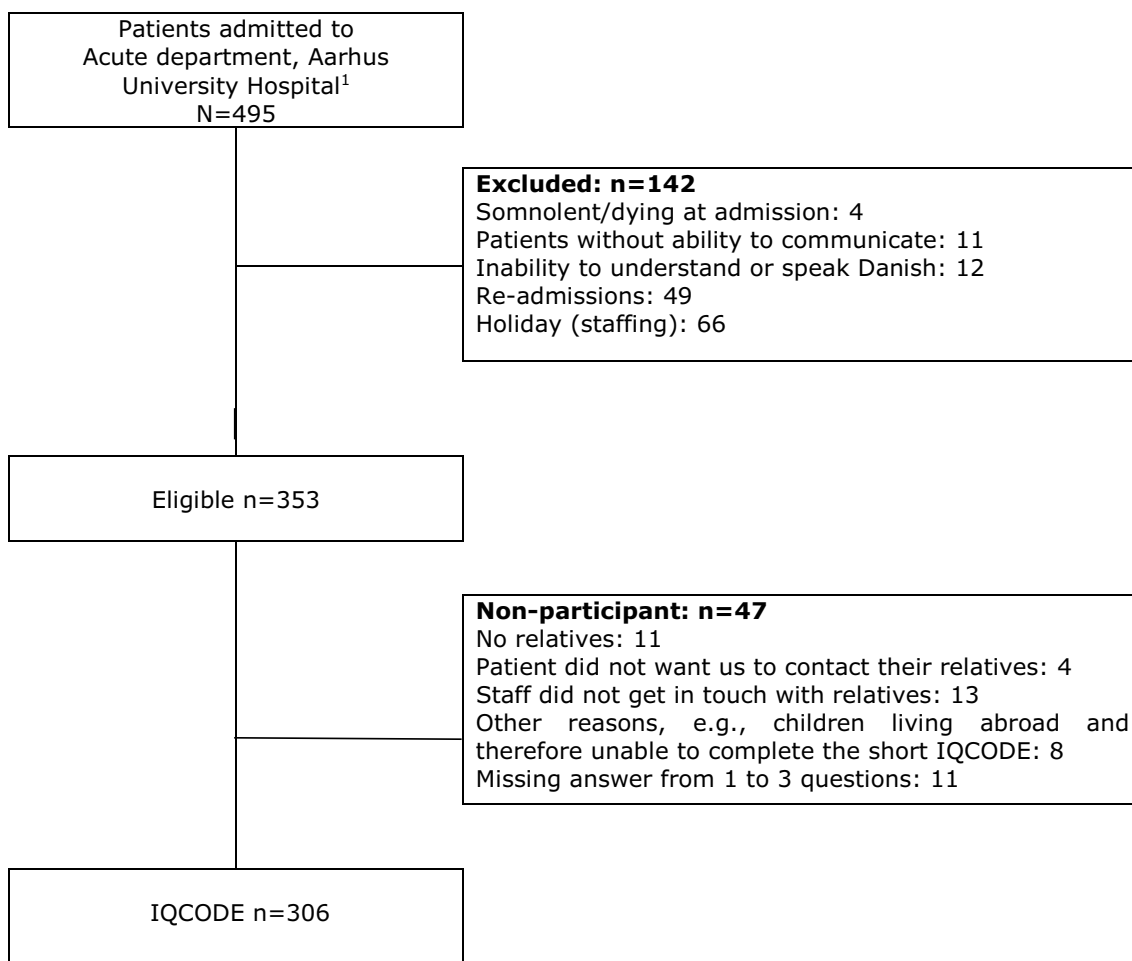 Patients admitted to
Acute department, Aarhus
University Hospital¹
N=495
Excluded: n=142
Somnolent/dying at admission: 4
Patients without ability to communicate: 11
Inability to understand or speak Danish: 12
Re-admissions: 49
Holiday (staffing): 66
Eligible n=353
Non-participant: n=47
No relatives: 11
Patient did not want us to contact their relatives: 4
Staff did not get in touch with relatives: 13
Other reasons, e.g., children living abroad and
therefore unable to complete the short IQCODE: 8
Missing answer from 1 to 3 questions: 11
IQCODE n=306